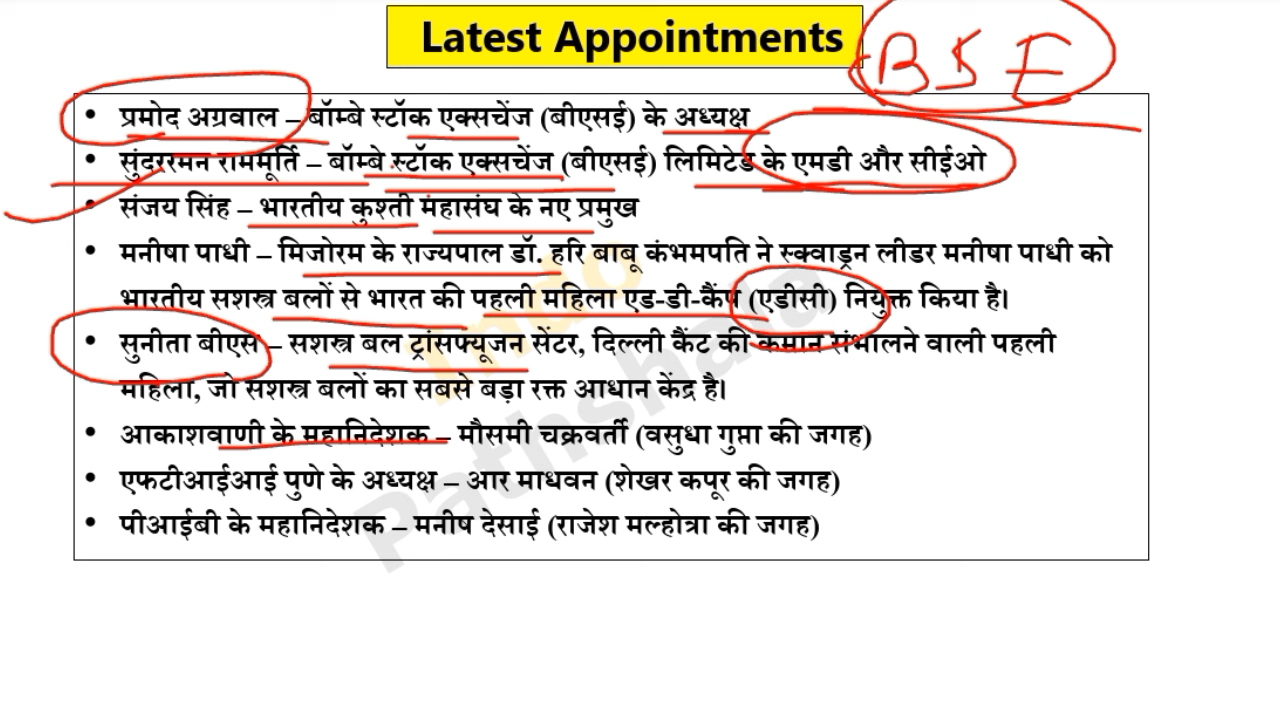 Latest Appointments
BSE
• प्रमोद अग्रवाल – बॉम्बे स्टॉक एक्सचेंज (बीएसई) के अध्यक्ष
• सुंदररमन राममूर्ति – बॉम्बे स्टॉक एक्सचेंज (बीएसई) लिमिटेड के एमडी और सीईओ
• संजय सिंह – भारतीय कुश्ती महासंघ के नए प्रमुख
• मनीषा पाधी – मिजोरम के राज्यपाल डॉ. हरि बाबू कंभमपति ने स्क्वाड्रन लीडर मनीषा पाधी को
भारतीय सशस्त्र बलों से भारत की पहली महिला एड-डी-कैंप (एडीसी) नियुक्त किया है।
• सुनीता बीएस – सशस्त्र बल ट्रांसफ्यूजन सेंटर, दिल्ली कैंट की कमान संभालने वाली पहली
महिला, जो सशस्त्र बलों का सबसे बड़ा रक्त आधान केंद्र है।
• आकाशवाणी के महानिदेशक – मौसमी चक्रवर्ती (वसुधा गुप्ता की जगह)
• एफटीआईआई पुणे के अध्यक्ष – आर माधवन (शेखर कपूर की जगह)
• पीआईबी के महानिदेशक – मनीष देसाई (राजेश मल्होत्रा की जगह)
Indo
Pathshala